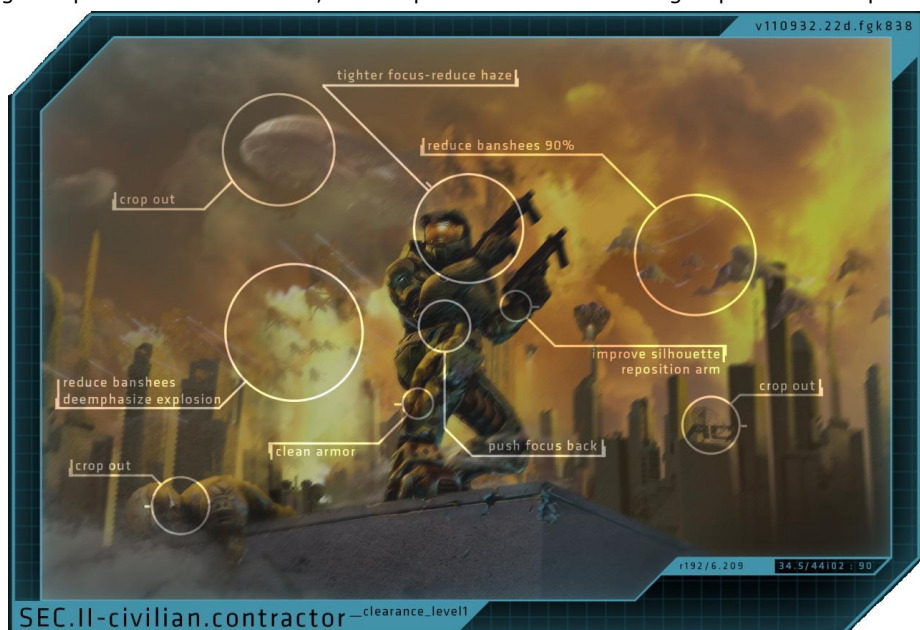 v110932.22d.fgk838
tighter focus-reduce haze
reduce banshees 90%
crop out
improve silhouette
reposition arm
reduce banshees
deemphasize explosion
crop out
clean armor
push focus back
crop out
r192/6.209
34.5/44i02 : 90
SEC.II-civilian.contractor__clearance_level1